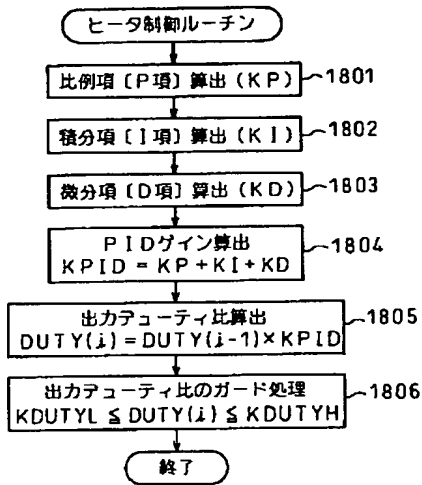 ヒータ制御ルーチン
比例項〔P項〕算出(KP)
1801
積分項〔I項〕算出(KI)
1802
微分項〔D項〕算出(KD)
1803
PIDゲイン算出
KPID = KP+KI+KD
1804
出力デューティ比算出
DUTY(i)=DUTY(i-1)×KPID
1805
出力デューティ比のガード処理
KDUTYL≦DUTY(i)≦KDUTYH
1806
終了